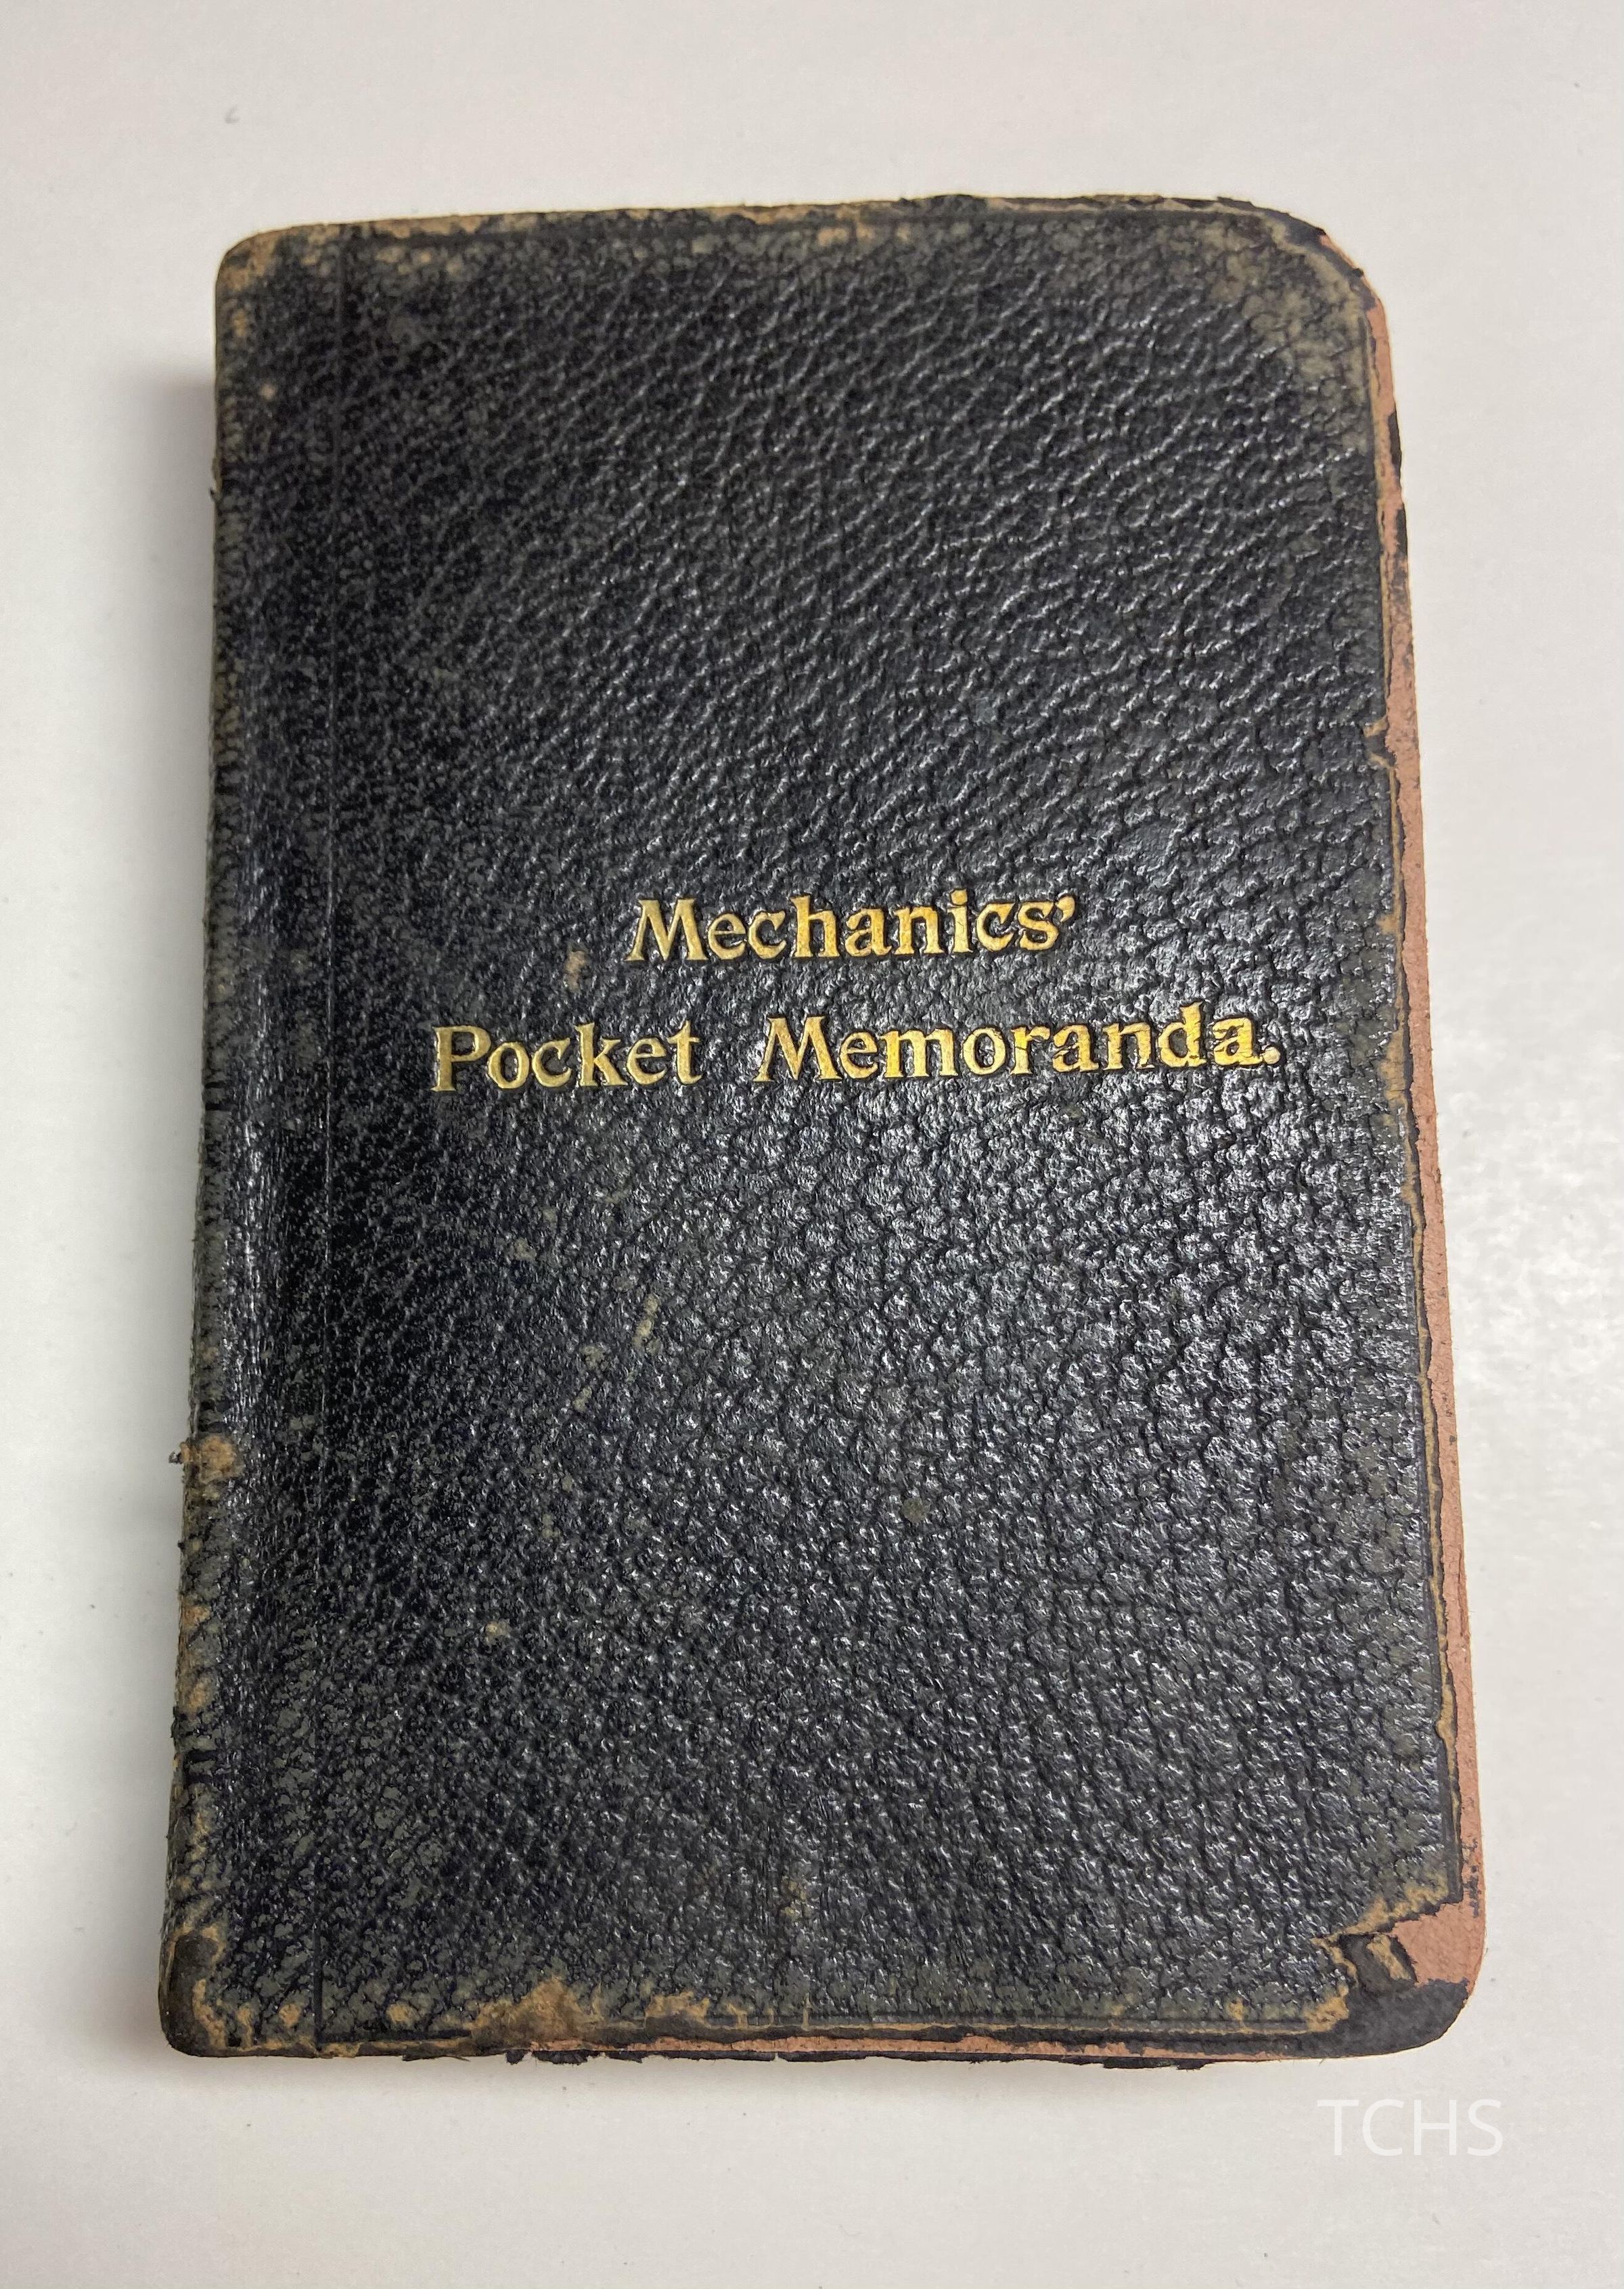 Mechanics’
Pocket Memoranda.
TCHS